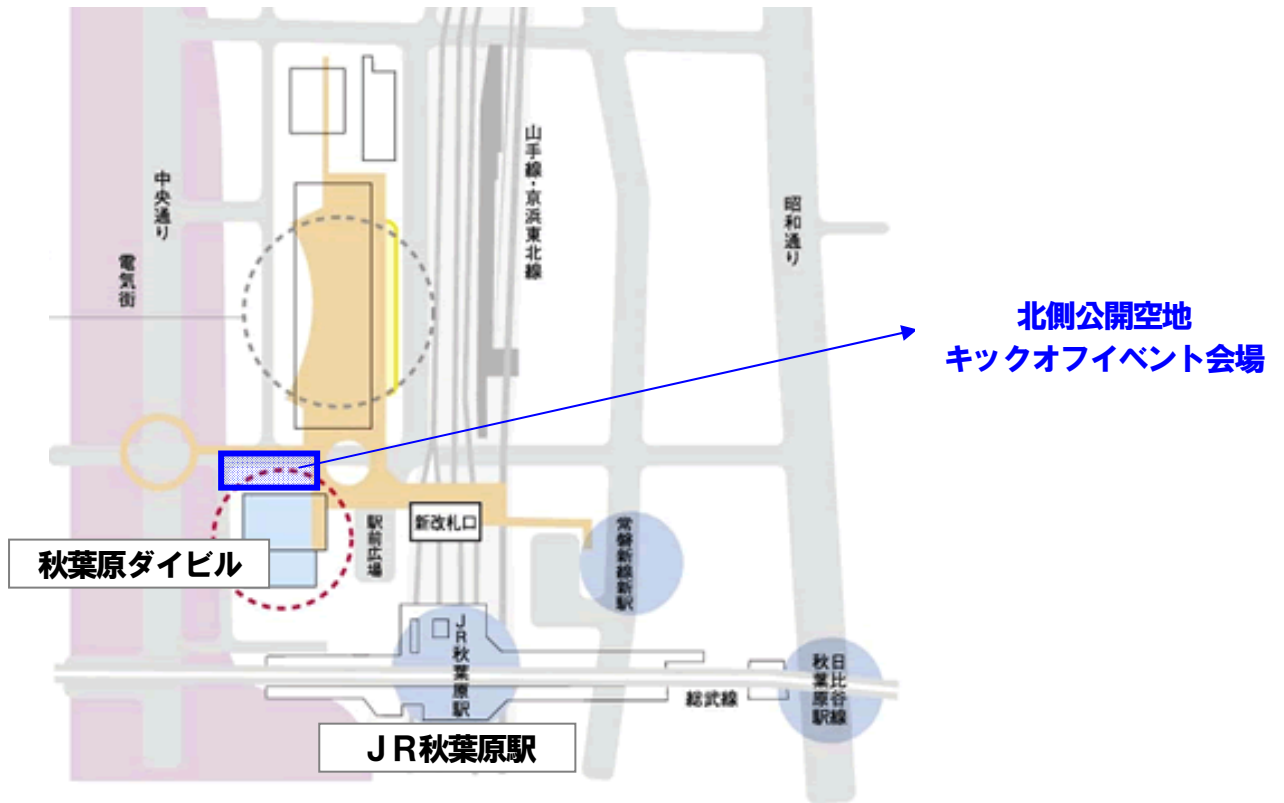 山手線・京浜東北線
中央通り
昭和通り
電気街
北側公開空地
キックオフイベント会場
新改札口
駅前広場
常磐新線新駅
秋葉原ダイビル
JR秋葉原駅
日比谷線
秋葉原駅
総武線
JR秋葉原駅